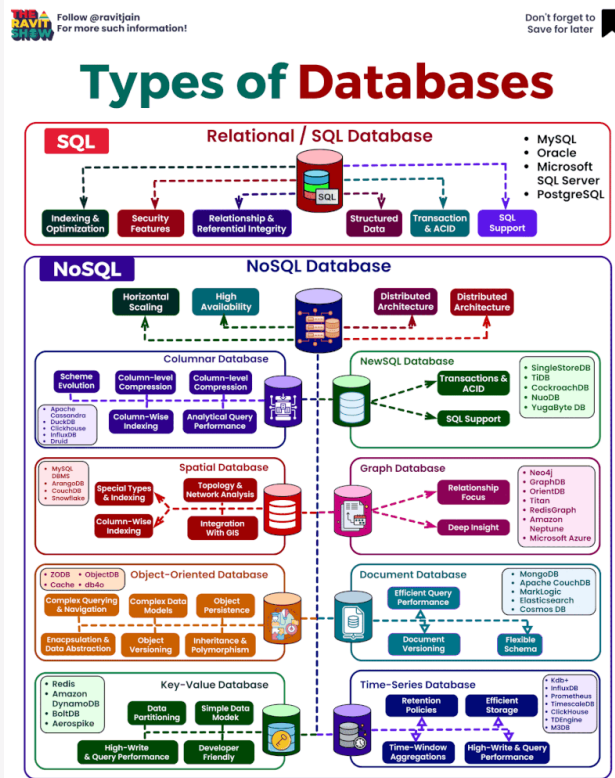 THE
RAVIT
SHOW
Follow @ravitjain
For more such information!
Don't forget to
Save for later
Types of Databases
SQL
Relational / SQL Database
• MySQL
• Oracle
• Microsoft
SQL Server
• PostgreSQL
SQL
Indexing &
Optimization
Security
Features
Relationship &
Referential Integrity
Structured
Data
Transaction
& ACID
SQL
Support
NoSQL
NoSQL Database
Horizontal
Scaling
High
Availability
Distributed
Architecture
Distributed
Architecture
Columnar Database
Scheme
Evolution
Column-level
Compression
Column-level
Compression
• Apache
Cassandra
• DuckDB
• Clickhouse
• InfluxDB
• Druid
Column-Wise
Indexing
Analytical Query
Performance
NewSQL Database
Transactions &
ACID
SQL Support
• SingleStoreDB
• TiDB
• CockroachDB
• NuoDB
• YugaByte DB
Spatial Database
• MySQL
DBMS
• ArangoDB
• CouchDB
• Snowflake
Special Types
& Indexing
Topology &
Network Analysis
Column-Wise
Indexing
Integration
With GIS
Graph Database
Relationship
Focus
Deep Insight
• Neo4j
• GraphDB
• OrientDB
• Titan
• RedisGraph
• Amazon
Neptune
• Microsoft Azure
• ZODB • ObjectDB
• Cache • db4o
Object-Oriented Database
Complex Querying
& Navigation
Complex Data
Models
Object
Persistence
Enacpsulation &
Data Abstraction
Object
Versioning
Inheritance &
Polymorphism
Document Database
Efficient Query
Performance
Document
Versioning
Flexible
Schema
• MongoDB
• Apache CouchDB
• MarkLogic
• Elasticsearch
• Cosmos DB
• Redis
• Amazon
DynamoDB
• BoltDB
• Aerospike
Key-Value Database
Data
Partitioning
Simple Data
Modek
High-Write
& Query Performance
Developer
Friendly
Time-Series Database
Retention
Policies
Efficient
Storage
Time-Window
Aggregations
High-Write & Query
Performance
• Kdb+
• InfluxDB
• Prometheus
• TimescaleDB
• ClickHouse
• TDEngine
• M3DB